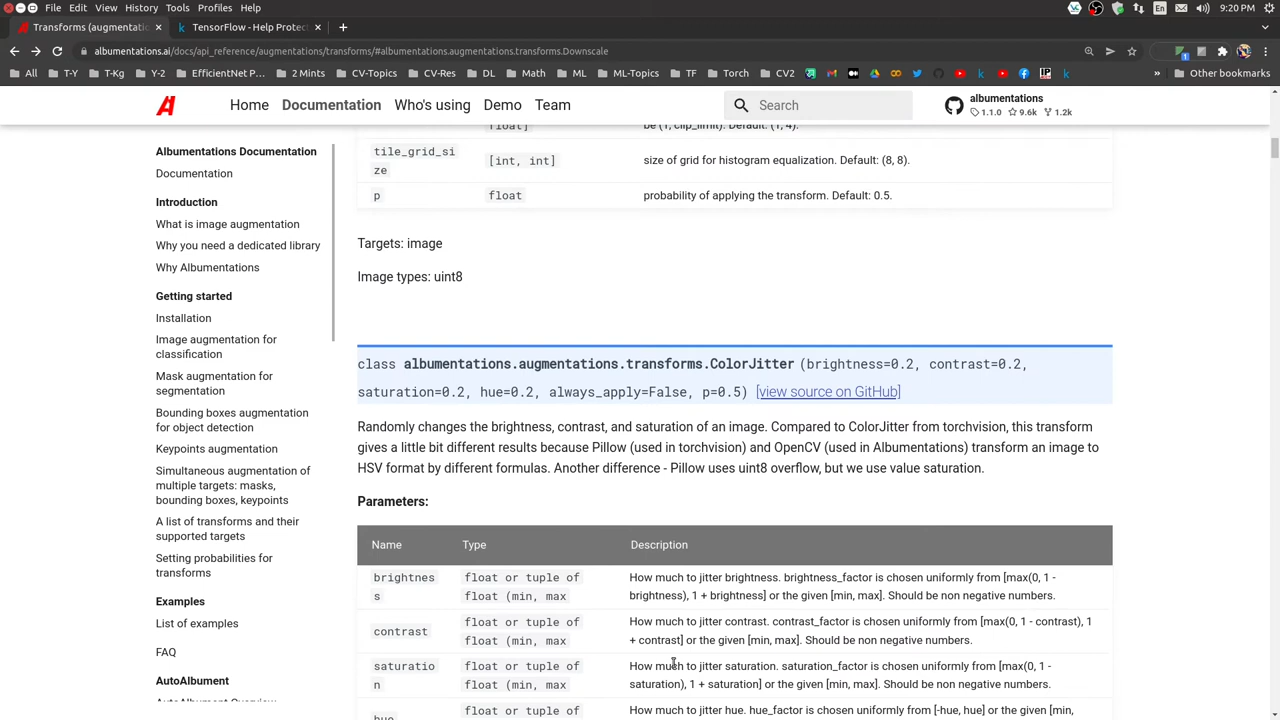 File Edit View History Bookmarks Profiles Help
En 9:20 PM
Transforms (augmentatio
TensorFlow - Help Protec
albumentations.ai/docs/api_reference/augmentations/transforms/#albumentations.augmentations.transforms.Downscale
All T-Y T-Kg Y-2 EfficientNet P... 2 Mints CV-Topics CV-Res DL Math ML ML-Topics TF Torch CV2 » Other bookmarks
Home Documentation Who's using Demo Team
Search
albumentations
1.1.0 9.6k 1.2k
Albumentations Documentation
Documentation
Introduction
What is image augmentation
Why you need a dedicated library
Why Albumentations
Getting started
Installation
Image augmentation for
classification
Mask augmentation for
segmentation
Bounding boxes augmentation
for object detection
Keypoints augmentation
Simultaneous augmentation of
multiple targets: masks,
bounding boxes, keypoints
A list of transforms and their
supported targets
Setting probabilities for
transforms
Examples
List of examples
FAQ
AutoAlbument
AutoAlbument Overview
float] be (1, clip_limit). Default: (1, 4).
tile_grid_si
ze
[int, int] size of grid for histogram equalization. Default: (8, 8).
p float probability of applying the transform. Default: 0.5.
Targets: image
Image types: uint8
class albumentations.augmentations.transforms.ColorJitter (brightness=0.2, contrast=0.2,
saturation=0.2, hue=0.2, always_apply=False, p=0.5) [view source on GitHub]
Randomly changes the brightness, contrast, and saturation of an image. Compared to ColorJitter from torchvision, this transform
gives a little bit different results because Pillow (used in torchvision) and OpenCV (used in Albumentations) transform an image to
HSV format by different formulas. Another difference - Pillow uses uint8 overflow, but we use value saturation.
Parameters:
Name Type Description
brightnes float or tuple of How much to jitter brightness. brightness_factor is chosen uniformly from [max(0, 1 -
s float (min, max brightness), 1 + brightness] or the given [min, max]. Should be non negative numbers.
contrast float or tuple of How much to jitter contrast. contrast_factor is chosen uniformly from [max(0, 1 - contrast), 1
float (min, max + contrast] or the given [min, max]. Should be non negative numbers.
saturatio float or tuple of How much to jitter saturation. saturation_factor is chosen uniformly from [max(0, 1 -
n float (min, max saturation), 1 + saturation] or the given [min, max]. Should be non negative numbers.
hue float or tuple of How much to jitter hue. hue_factor is chosen uniformly from [-hue, hue] or the given [min,